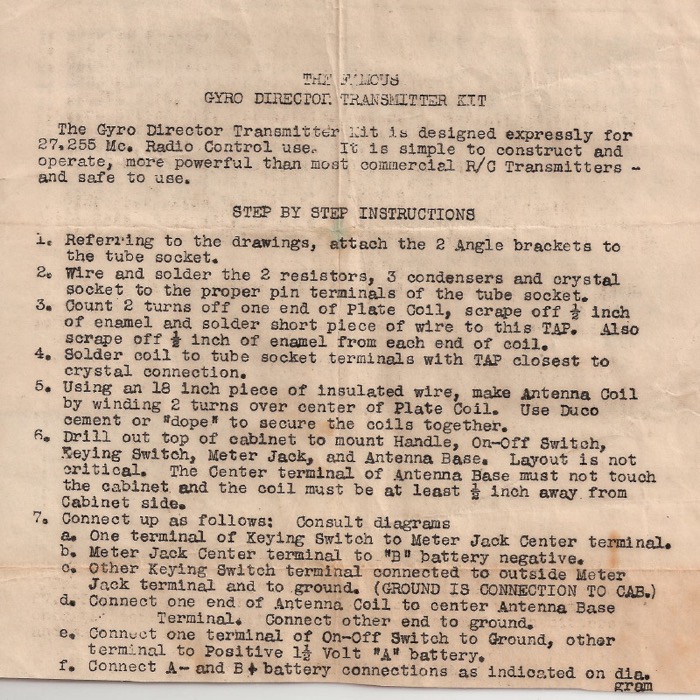 THE FAMOUS
GYRO DIRECTOR TRANSMITTER KIT
The Gyro Director Transmitter Kit is designed expressly for
27.255 Mc. Radio Control use. It is simple to construct and
operate, more powerful than most commercial R/C Transmitters -
and safe to use.
STEP BY STEP INSTRUCTIONS
1. Referring to the drawings, attach the 2 Angle brackets to
the tube socket.
2. Wire and solder the 2 resistors, 3 condensers and crystal
socket to the proper pin terminals of the tube socket.
3. Count 2 turns off one end of Plate Coil, scrape off ½ inch
of enamel and solder short piece of wire to this TAP. Also
scrape off ½ inch of enamel from each end of coil.
4. Solder coil to tube socket terminals with TAP closest to
crystal connection.
5. Using an 18 inch piece of insulated wire, make Antenna Coil
by winding 2 turns over center of Plate Coil. Use Duco
cement or "dope" to secure the coils together.
6. Drill out top of cabinet to mount Handle, On-Off Switch,
Keying Switch, Meter Jack, and Antenna Base. Layout is not
critical. The Center terminal of Antenna Base must not touch
the cabinet and the coil must be at least ½ inch away from
Cabinet side.
7. Connect up as follows: Consult diagrams
a. One terminal of Keying Switch to Meter Jack Center terminal.
b. Meter Jack Center terminal to "B" battery negative.
c. Other Keying Switch terminal connected to outside Meter
Jack terminal and to ground. (GROUND IS CONNECTION TO CAB.)
d. Connect one end of Antenna Coil to center Antenna Base
Terminal. Connect other end to ground.
e. Connect one terminal of On-Off Switch to Ground, other
terminal to Positive 1½ Volt "A" battery.
f. Connect A- and B+ battery connections as indicated on dia.
gram